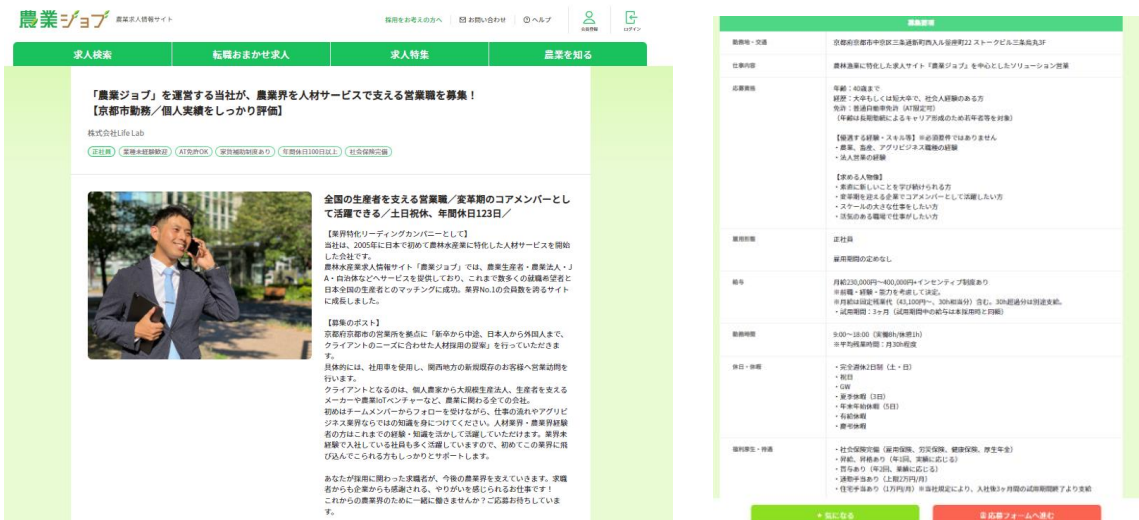 農業ジョブ 農業求人情報サイト
採用をお考えの方へ
お問い合わせ
ヘルプ
会員登録
ログイン
求人検索
転職おまかせ求人
求人特集
農業を知る
「農業ジョブ」を運営する当社が、農業界を人材サービスで支える営業職を募集！
【京都市勤務／個人実績をしっかり評価】
株式会社Life Lab
正社員 業種未経験歓迎 AT免許OK 家賃補助制度あり 年間休日100日以上 社会保険完備
全国の生産者を支える営業職／変革期のコアメンバーとし
て活躍できる／土日祝休、年間休日123日／
【業界特化リーディングカンパニーとして】
当社は、2005年に日本で初めて農林水産業に特化した人材サービスを開始
した会社です。
農林水産業求人情報サイト「農業ジョブ」では、農業生産者・農業法人・J
A・自治体などへサービスを提供しており、これまで数多くの就職希望者と
日本全国の生産者とのマッチングに成功。業界No.1の会員数を誇るサイト
に成長しました。
【募集のポスト】
京都府京都市の営業所を拠点に「新卒から中途、日本人から外国人まで、
クライアントのニーズに合わせた人材採用の提案」を行っていただきま
す。
具体的には、社用車を使用し、関西地方の新規既存のお客様へ営業訪問を
行います。
クライアントとなるのは、個人農家から大規模生産法人、生産者を支える
メーカーや農業IoTベンチャーなど、農業に関わる全ての会社。
初めはチームメンバーからフォローを受けながら、仕事の流れやアグリビ
ジネス業界ならではの知識を身につけてください。人材業界・農業界経験
者の方はこれまでの経験・知識を活かして活躍していただけます。業界未
経験で入社している社員も多く活躍していますので、初めてこの業界に飛
び込んでこられる方もしっかりとサポートします。
あなたが採用に関わった求職者が、今後の農業界を支えていきます。求職
者からも企業からも感謝される、やりがいを感じられるお仕事です！
これからの農業界のために一緒に働きませんか？ご応募お待ちしていま
す。
募集要項
勤務地・交通
京都府京都市中京区三条通新町西入ル釜座町22 ストークビル三条烏丸3F
仕事内容
農林漁業に特化した求人サイト『農業ジョブ』を中心としたソリューション営業
応募資格
年齢：40歳まで
経歴：大卒もしくは短大卒で、社会人経験のある方
免許：普通自動車免許（AT限定可）
（年齢は長期勤続によるキャリア形成のため若年者等を対象）
【優遇する経験・スキル等】※必須要件ではありません
・農業、畜産、アグリビジネス職種の経験
・法人営業の経験
【求める人物像】
・素直に新しいことを学び続けられる方
・変革期を迎える企業でコアメンバーとして活躍したい方
・スケールの大きな仕事をしたい方
・活気のある職場で仕事がしたい方
雇用形態
正社員
雇用期間の定めなし
給与
月給230,000円～400,000円+インセンティブ制度あり
※前職・経験・能力を考慮して決定。
※月給は固定残業代（43,100円～、30h相当分）含む。30h超過分は別途支給。
・試用期間：3ヶ月（試用期間中の給与は本採用時と同額）
勤務時間
9:00～18:00（実働8h/休憩1h）
※平均残業時間：月30h程度
休日・休暇
・完全週休2日制（土・日）
・祝日
・GW
・夏季休暇（3日）
・年末年始休暇（5日）
・有給休暇
・慶弔休暇
福利厚生・待遇
・社会保険完備（雇用保険、労災保険、健康保険、厚生年金）
・昇給、昇格あり（年1回、実績に応じる）
・賞与あり（年2回、業績に応じる）
・通勤手当あり（上限2万円/月）
・住宅手当あり（1万円/月）※当社規定により、入社後3ヶ月間の試用期間終了より支給
+ 気になる
応募フォームへ進む